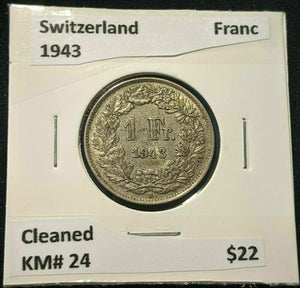 Switzerland Franc
1943
1 Fr.
1943
Cleaned
KM# 24 $22